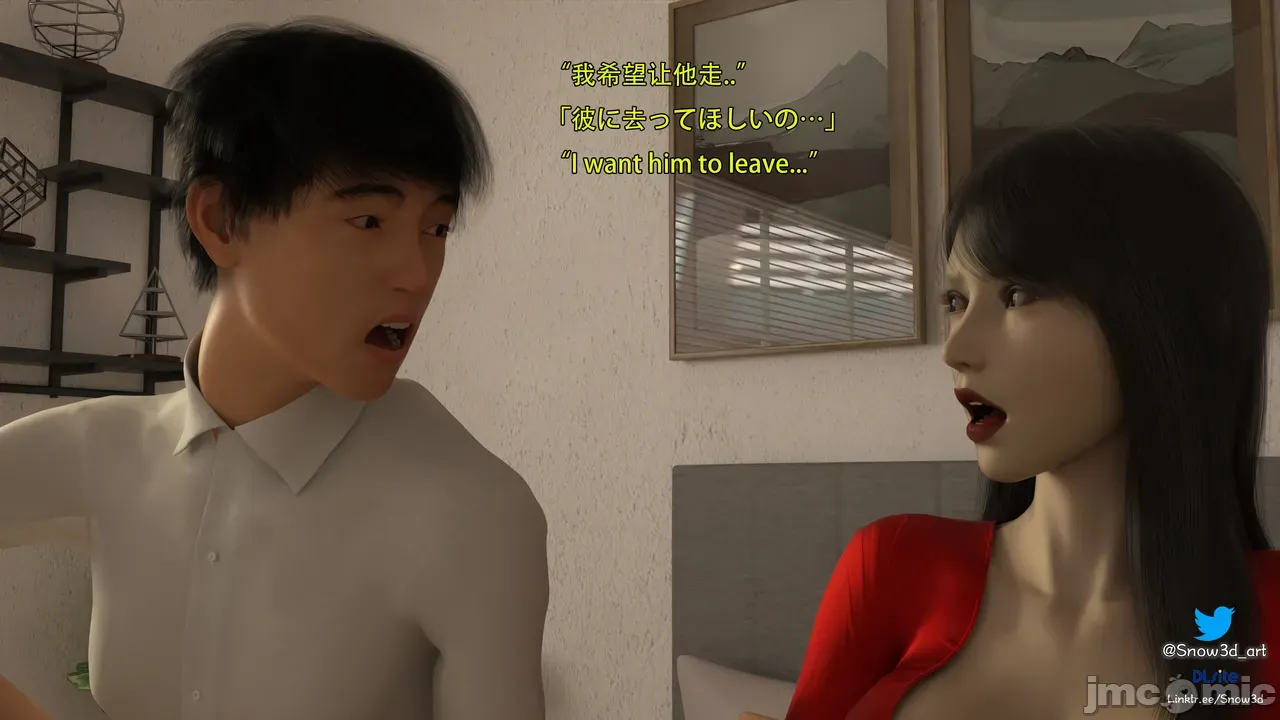 “我希望让他走..”
「彼に去ってほしいの…」
“I want him to leave...”
@Snow3d_art
DLsite
jmcomic
Linktr.ee/Snow3d